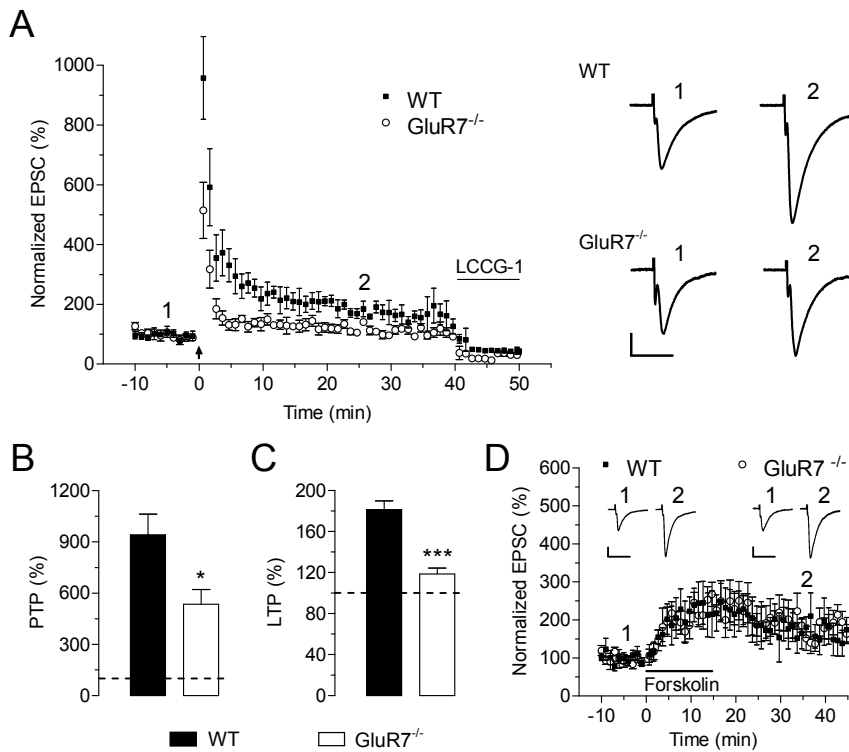 A
1000
800
600
400
200
0
Normalized EPSC (%)
WT
GluR7-/-
1
2
LCCG-1
-10 0 10 20 30 40 50
Time (min)
WT
1 2
GluR7-/-
1 2
B
1200
900
600
300
0
PTP (%)
*
C
200
160
120
80
40
0
LTP (%)
***
WT GluR7-/-
D
600
500
400
300
200
100
0
Normalized EPSC (%)
WT GluR7 -/-
1 2 1 2
1
2
Forskolin
-10 0 10 20 30 40
Time (min)